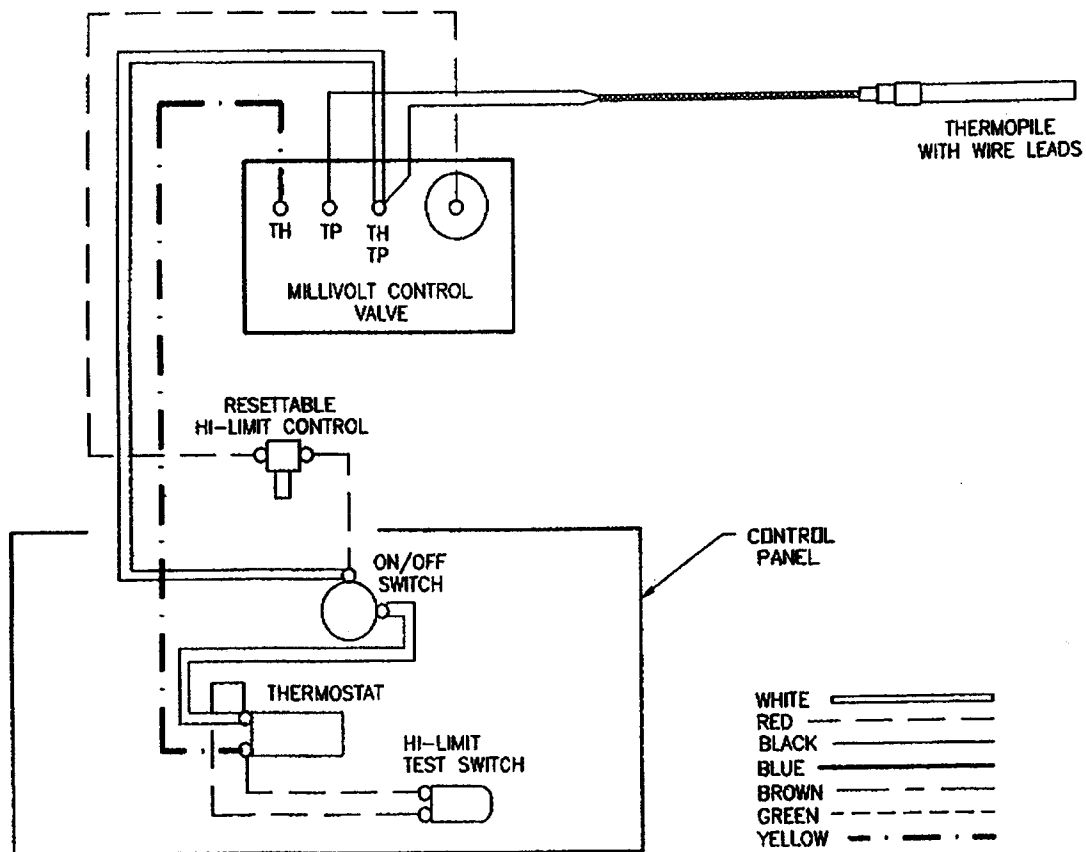 THERMOPILE
WITH WIRE LEADS
TH
TP
TH
TP
MILLIVOLT CONTROL
VALVE
RESETTABLE
HI-LIMIT CONTROL
CONTROL
PANEL
ON/OFF
SWITCH
THERMOSTAT
HI-LIMIT
TEST SWITCH
WHITE
RED
BLACK
BLUE
BROWN
GREEN
YELLOW